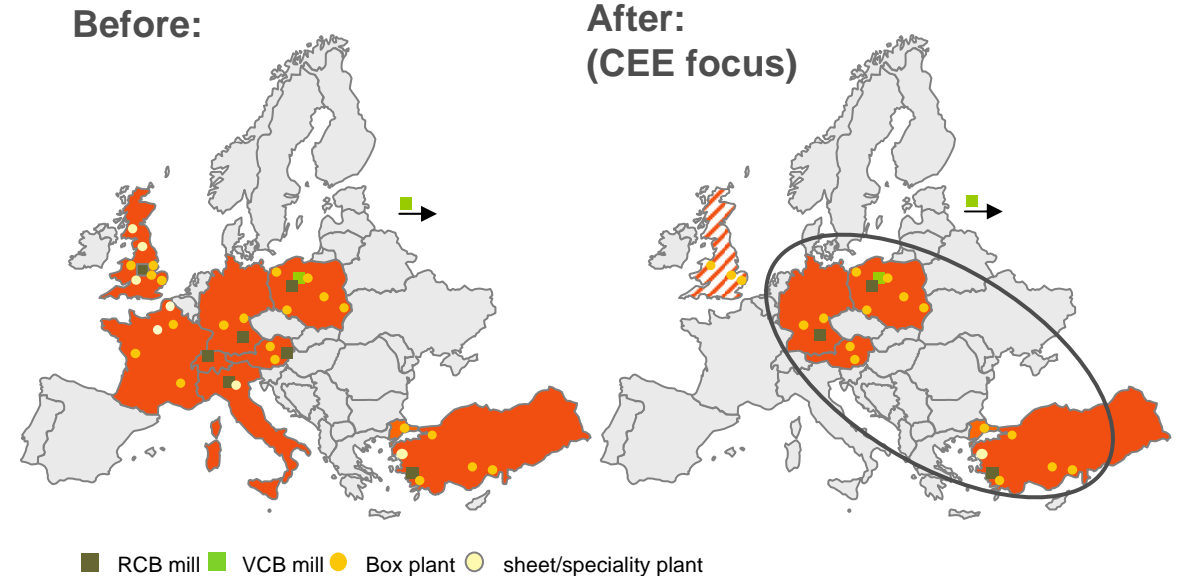 Before:
After:
(CEE focus)
RCB mill VCB mill Box plant sheet/speciality plant